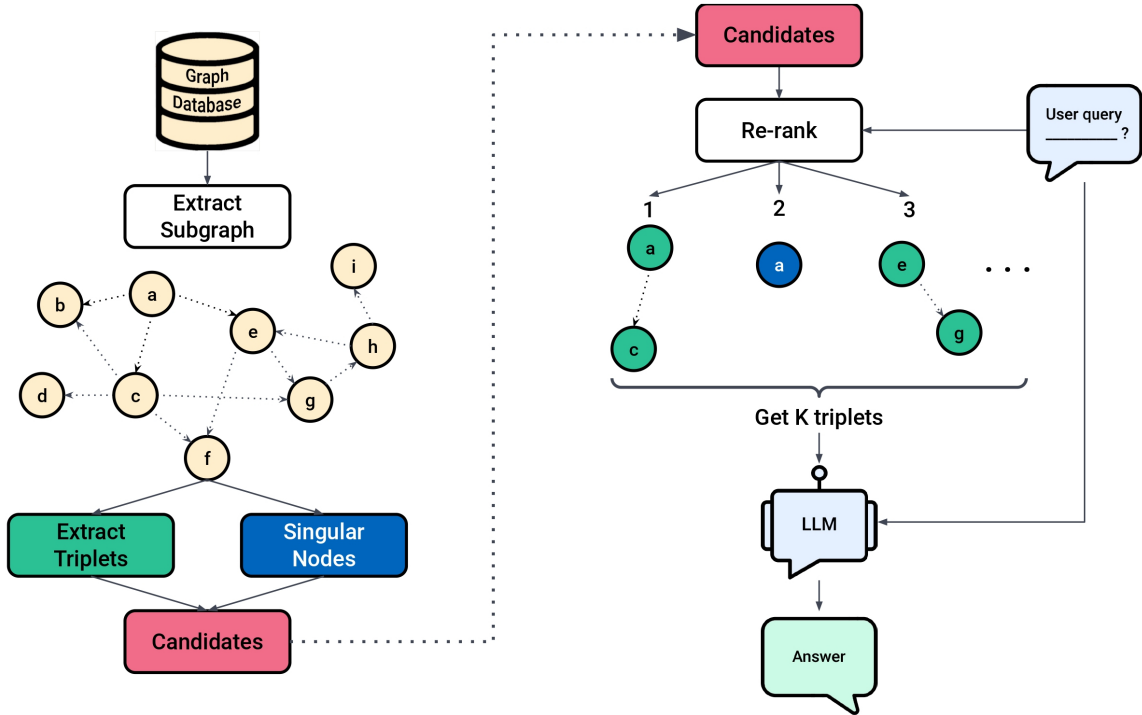 Graph
Database
Extract
Subgraph
i
b
a
e
h
d
c
g
f
Extract
Triplets
Singular
Nodes
Candidates
Candidates
Re-rank
User query
________ ?
1
2
3
a
a
e
. . .
c
g
Get K triplets
LLM
Answer